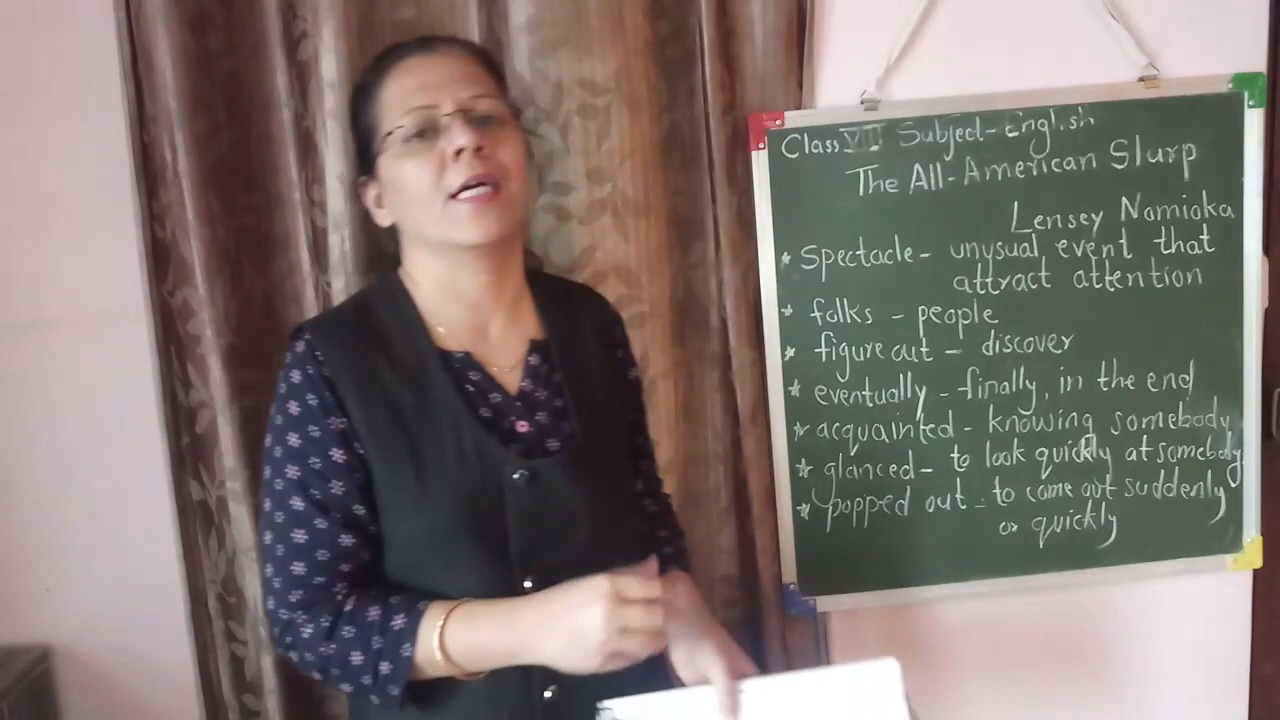 Class VII Subject-English
The All-American Slurp
Lensey Namioka
* Spectacle- unusual event that
attract attention
* folks - people
* figure out - discover
* eventually - finally, in the end
* acquainted - knowing somebody
* glanced - to look quickly at somebody
* popped out - to come out suddenly
or quickly